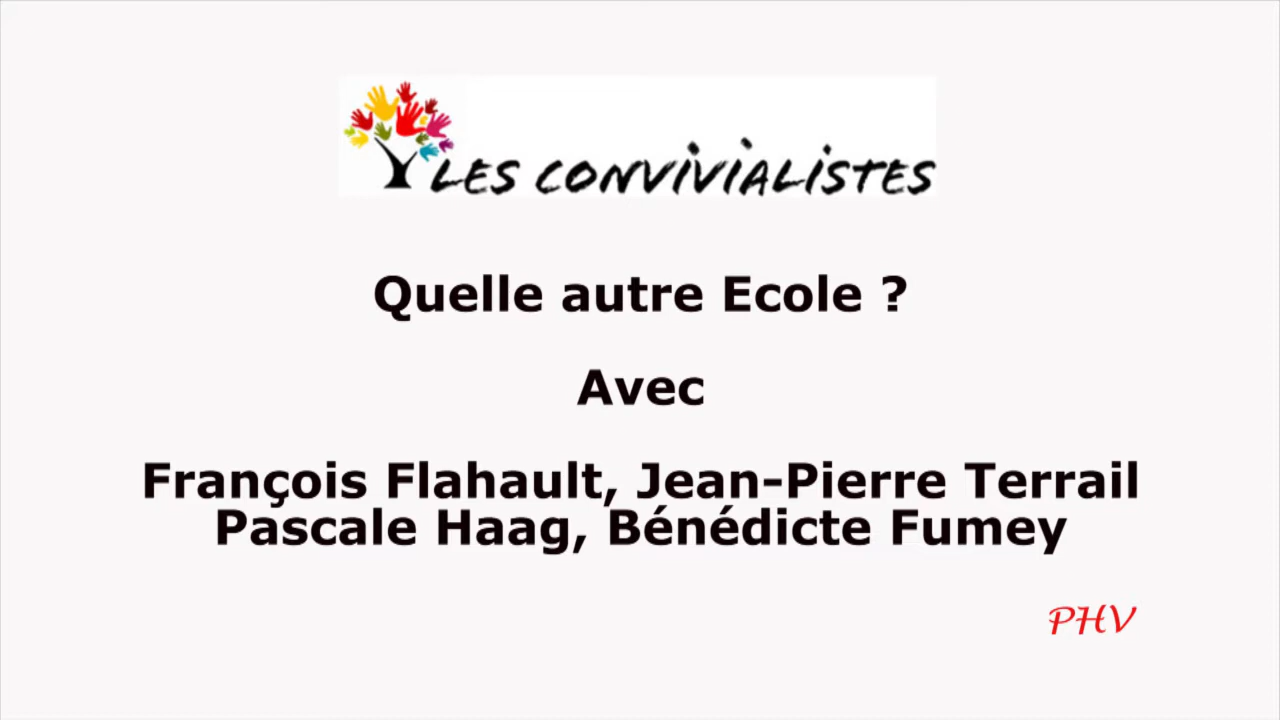 LES CONVIVIALISTES
Quelle autre Ecole ?
Avec
François Flahault, Jean-Pierre Terrail
Pascale Haag, Bénédicte Fumey
PHV